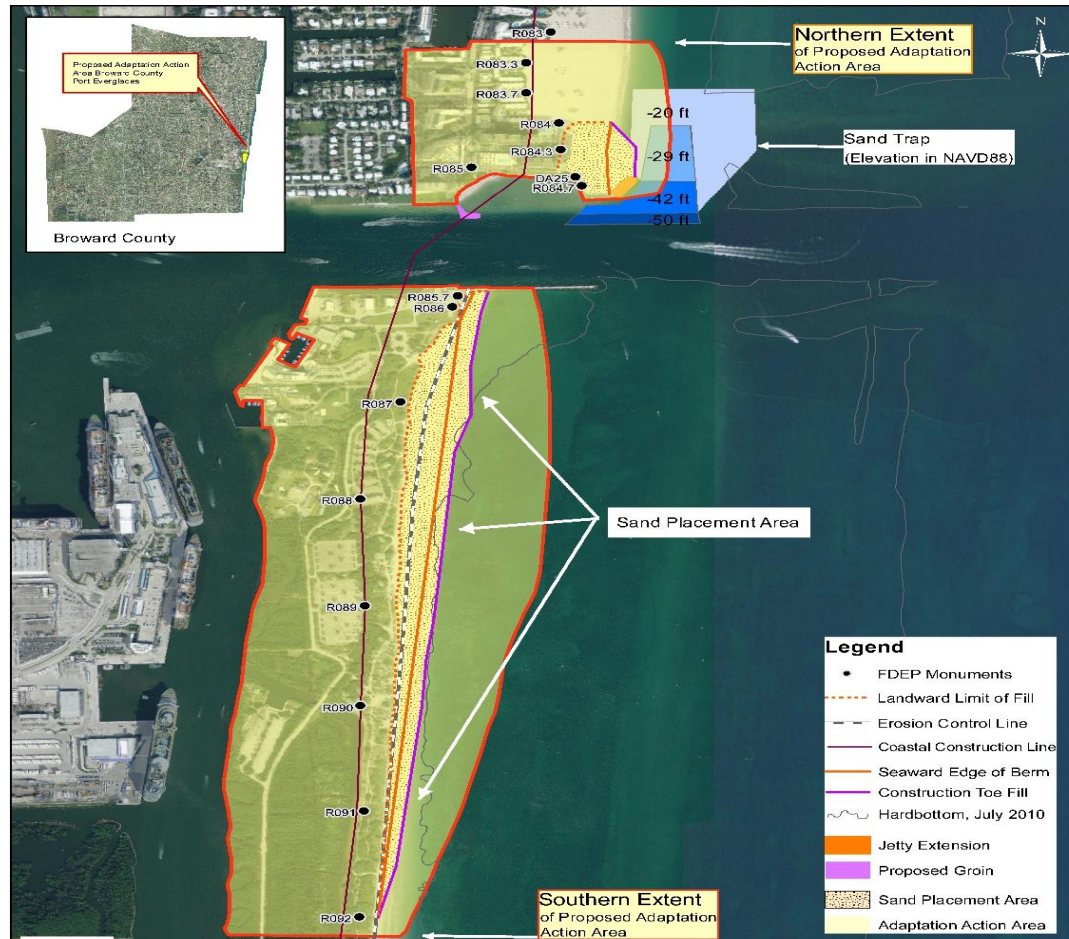 Proposed Adaptation Action
Area Broward County
Port Everglades
Broward County
Northern Extent
of Proposed Adaptation
Action Area
N
R083
R083.3
R083.7
R084
R084.3
R085
DA25
R084.7
-20 ft
-29 ft
-42 ft
-50 ft
Sand Trap
(Elevation in NAVD88)
R085.7
R086
R087
R088
R089
R090
R091
R092
Sand Placement Area
Legend
FDEP Monuments
Landward Limit of Fill
Erosion Control Line
Coastal Construction Line
Seaward Edge of Berm
Construction Toe Fill
Hardbottom, July 2010
Jetty Extension
Proposed Groin
Sand Placement Area
Adaptation Action Area
Southern Extent
of Proposed Adaptation
Action Area